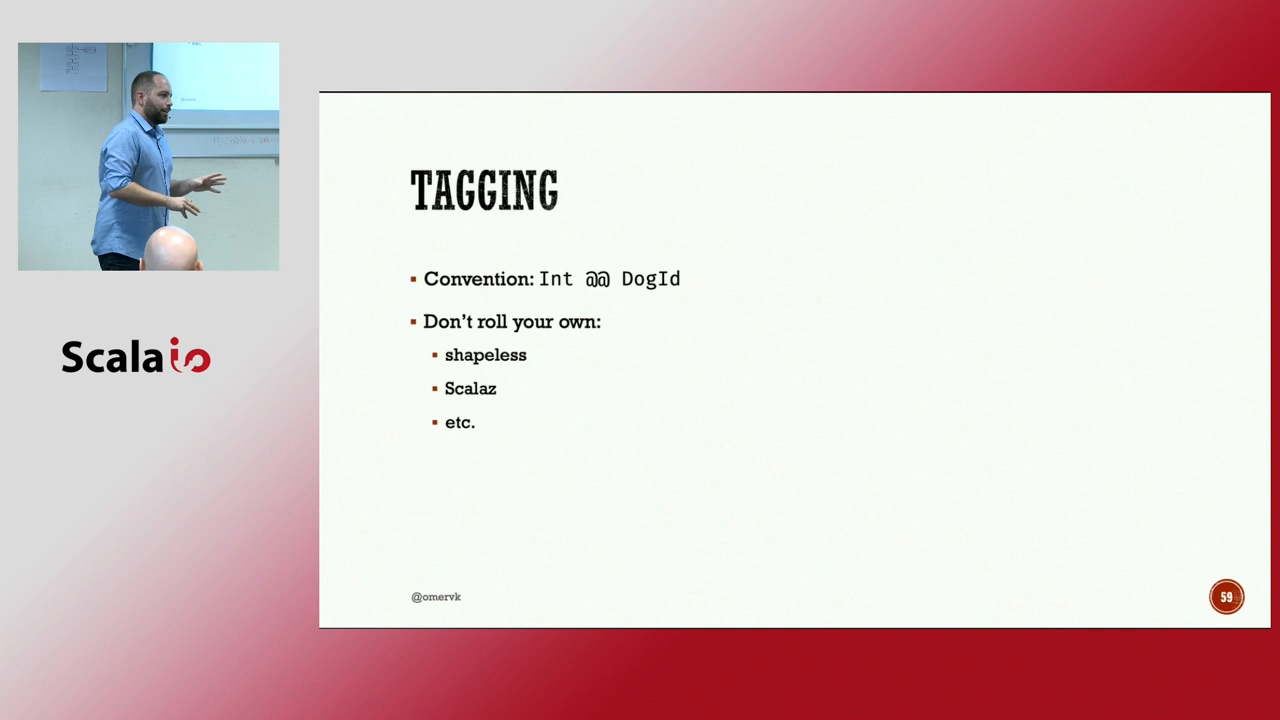 TAGGING
▪ Convention: Int @@ DogId
▪ Don't roll your own:
▪ shapeless
▪ Scalaz
▪ etc.
@omervk
59
Scala io